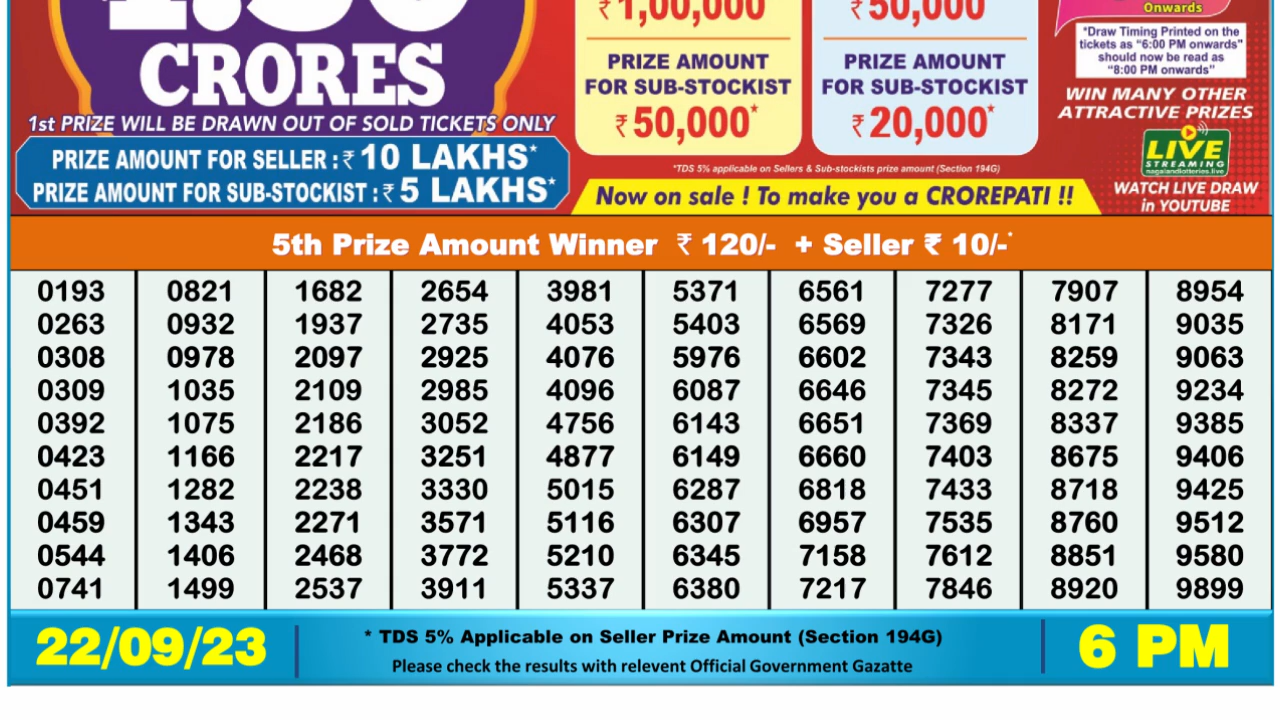 CRORES
1st PRIZE WILL BE DRAWN OUT OF SOLD TICKETS ONLY
PRIZE AMOUNT FOR SELLER : ₹ 10 LAKHS*
PRIZE AMOUNT FOR SUB-STOCKIST : ₹ 5 LAKHS*
₹1,00,000
PRIZE AMOUNT
FOR SUB-STOCKIST
₹50,000*
₹50,000
PRIZE AMOUNT
FOR SUB-STOCKIST
₹20,000*
*TDS 5% applicable on Sellers & Sub-stockists prize amount (Section 194G)
Now on sale ! To make you a CROREPATI !!
Onwards
*Draw Timing Printed on the
tickets as "6:00 PM onwards"
should now be read as
"8:00 PM onwards"
WIN MANY OTHER
ATTRACTIVE PRIZES
LIVE
STREAMING
nagalandlotteries.live
WATCH LIVE DRAW
in YOUTUBE
5th Prize Amount Winner ₹ 120/- + Seller ₹ 10/-*
0193 0821 1682 2654 3981 5371 6561 7277 7907 8954
0263 0932 1937 2735 4053 5403 6569 7326 8171 9035
0308 0978 2097 2925 4076 5976 6602 7343 8259 9063
0309 1035 2109 2985 4096 6087 6646 7345 8272 9234
0392 1075 2186 3052 4756 6143 6651 7369 8337 9385
0423 1166 2217 3251 4877 6149 6660 7403 8675 9406
0451 1282 2238 3330 5015 6287 6818 7433 8718 9425
0459 1343 2271 3571 5116 6307 6957 7535 8760 9512
0544 1406 2468 3772 5210 6345 7158 7612 8851 9580
0741 1499 2537 3911 5337 6380 7217 7846 8920 9899
22/09/23
* TDS 5% Applicable on Seller Prize Amount (Section 194G)
Please check the results with relevent Official Government Gazatte
6 PM